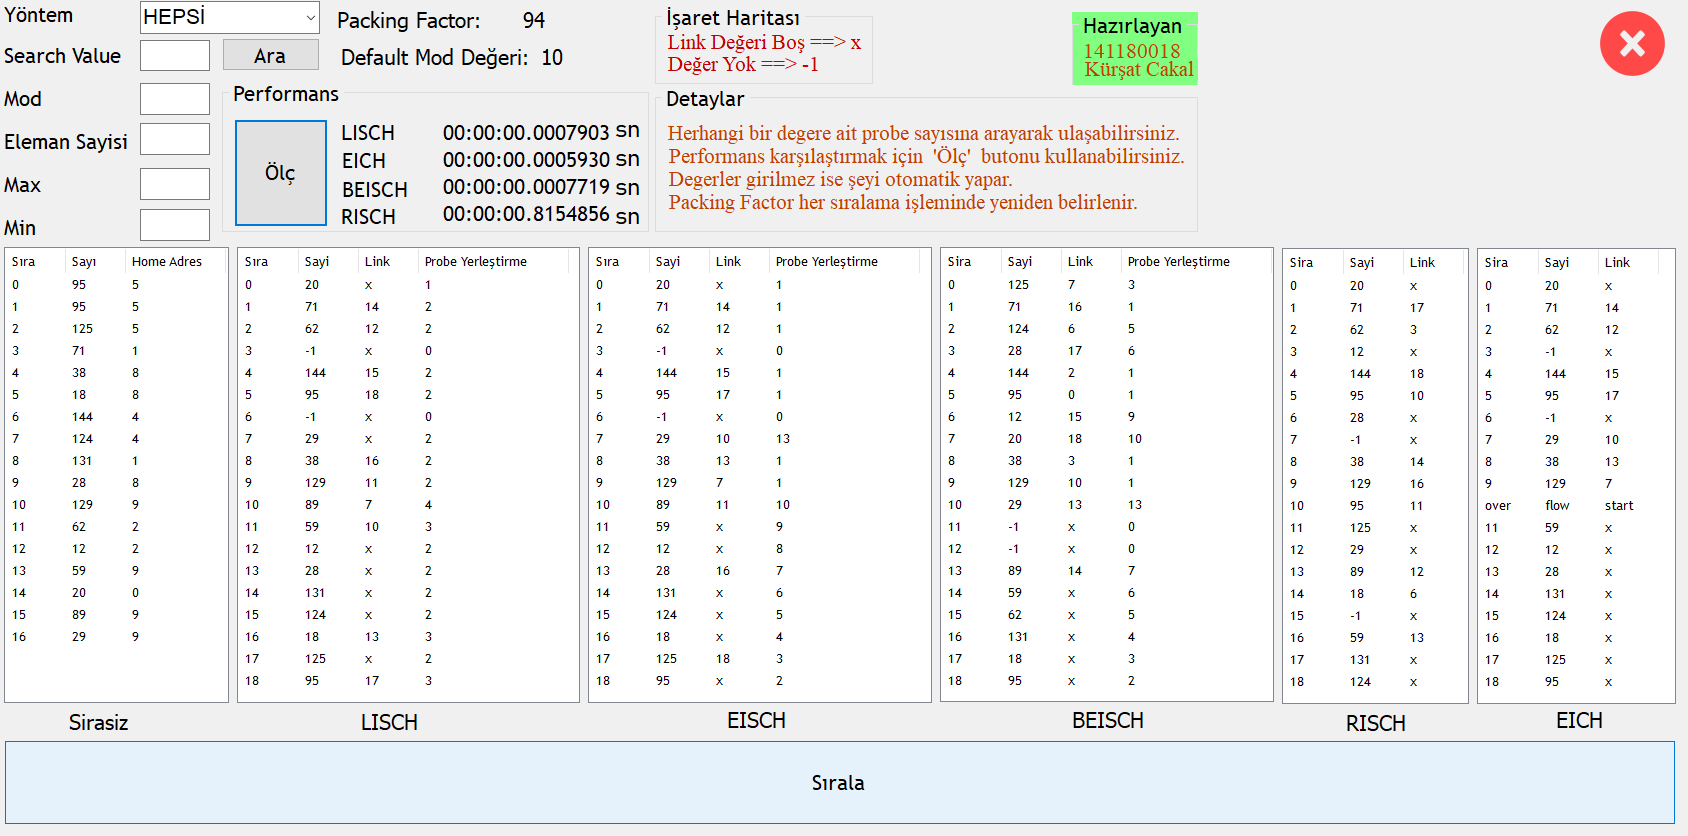 Yöntem HEPSİ
Search Value Ara
Mod
Eleman Sayisi
Max
Min
Packing Factor: 94
Default Mod Değeri: 10
Performans
Ölç
LISCH 00:00:00.0007903 sn
EICH 00:00:00.0005930 sn
BEISCH 00:00:00.0007719 sn
RISCH 00:00:00.8154856 sn
İşaret Haritası
Link Değeri Boş ==> x
Değer Yok ==> -1
Hazırlayan
141180018
Kürşat Cakal
Detaylar
Herhangi bir degere ait probe sayısına arayarak ulaşabilirsiniz.
Performans karşılaştırmak için 'Ölç' butonu kullanabilirsiniz.
Degerler girilmez ise şeyi otomatik yapar.
Packing Factor her sıralama işleminde yeniden belirlenir.
Sıra Sayı Home Adres
0 95 5
1 95 5
2 125 5
3 71 1
4 38 8
5 18 8
6 144 4
7 124 4
8 131 1
9 28 8
10 129 9
11 62 2
12 12 2
13 59 9
14 20 0
15 89 9
16 29 9
Sirasiz
Sıra Sayi Link Probe Yerleştirme
0 20 x 1
1 71 14 2
2 62 12 2
3 -1 x 0
4 144 15 2
5 95 18 2
6 -1 x 0
7 29 x 2
8 38 16 2
9 129 11 2
10 89 7 4
11 59 10 3
12 12 x 2
13 28 x 2
14 131 x 2
15 124 x 2
16 18 13 3
17 125 x 2
18 95 17 3
LISCH
Sıra Sayi Link Probe Yerleştirme
0 20 x 1
1 71 14 1
2 62 12 1
3 -1 x 0
4 144 15 1
5 95 17 1
6 -1 x 0
7 29 10 13
8 38 13 1
9 129 7 1
10 89 11 10
11 59 x 9
12 12 x 8
13 28 16 7
14 131 x 6
15 124 x 5
16 18 x 4
17 125 18 3
18 95 x 2
EISCH
Sira Sayi Link Probe Yerleştirme
0 125 7 3
1 71 16 1
2 124 6 5
3 28 17 6
4 144 2 1
5 95 0 1
6 12 15 9
7 20 18 10
8 38 3 1
9 129 10 1
10 29 13 13
11 -1 x 0
12 -1 x 0
13 89 14 7
14 59 x 6
15 62 x 5
16 131 x 4
17 18 x 3
18 95 x 2
BEISCH
Sira Sayi Link
0 20 x
1 71 17
2 62 3
3 12 x
4 144 18
5 95 10
6 28 x
7 -1 x
8 38 14
9 129 16
10 95 11
11 125 x
12 29 x
13 89 12
14 18 6
15 -1 x
16 59 13
17 131 x
18 124 x
RISCH
Sira Sayi Link
0 20 x
1 71 14
2 62 12
3 -1 x
4 144 15
5 95 17
6 -1 x
7 29 10
8 38 13
9 129 7
over flow start
11 59 x
12 12 x
13 28 x
14 131 x
15 124 x
16 18 x
17 125 x
18 95 x
EICH
Sırala